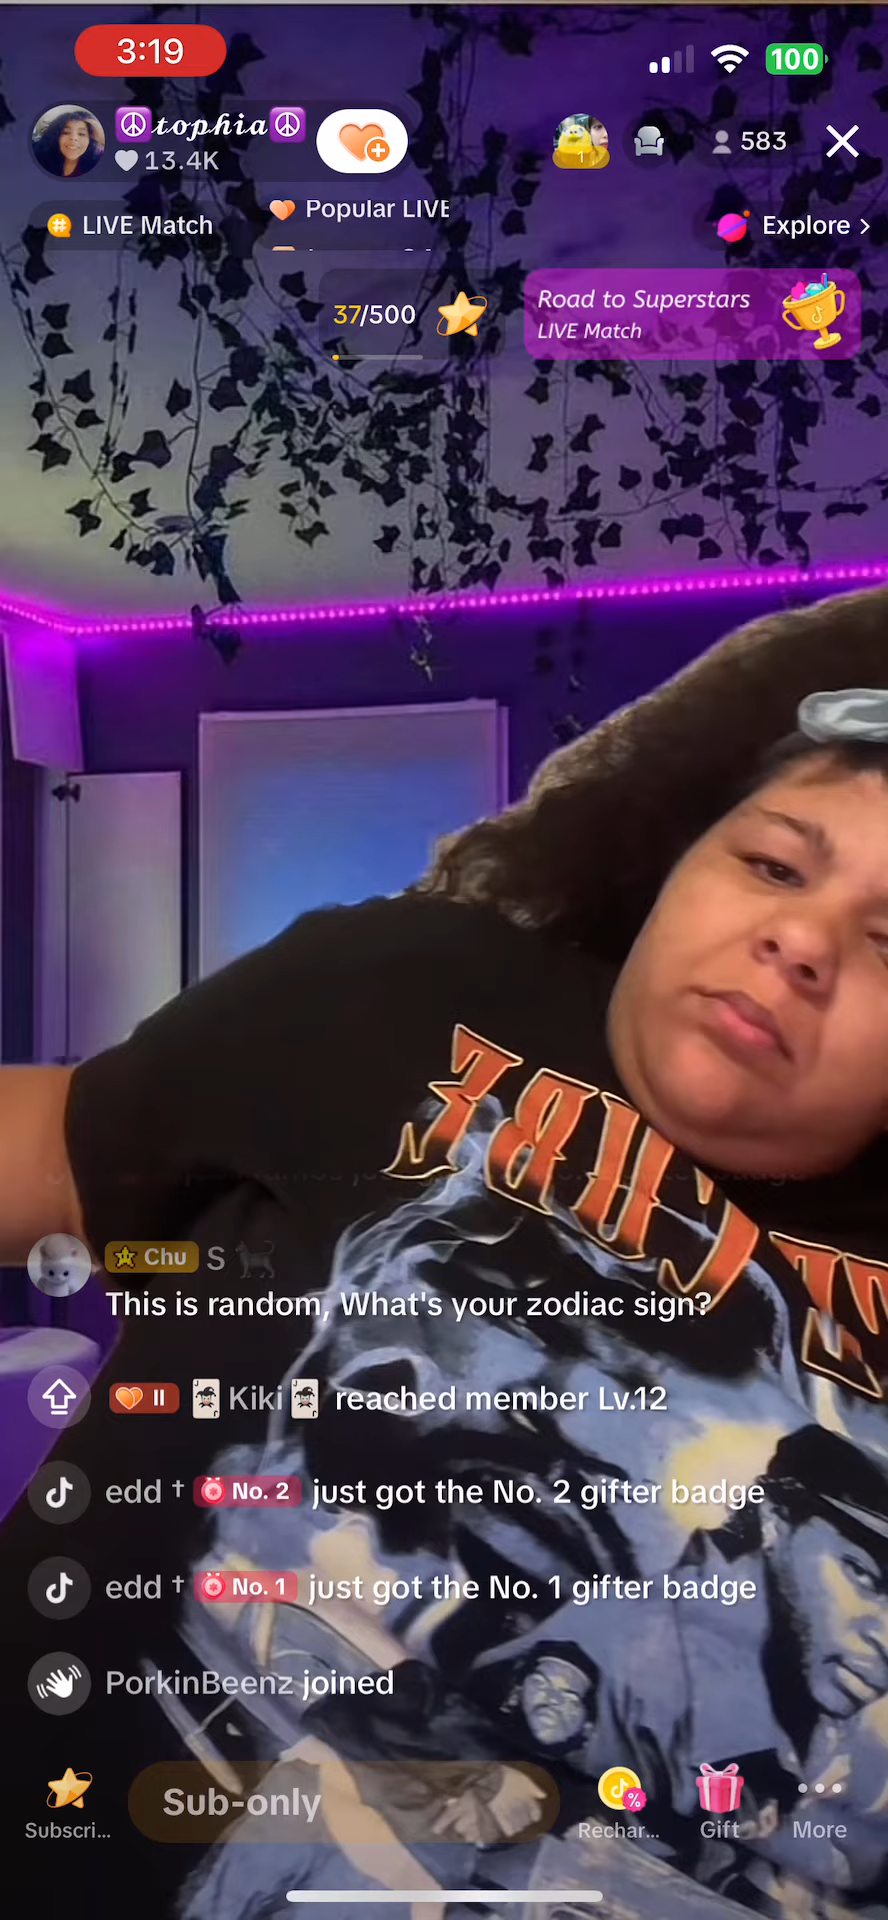 3:19
100
☮️𝓽𝓸𝓹𝓱𝓲𝓪☮️
13.4K
1
583
LIVE Match
Popular LIVE
Explore >
37/500
Road to Superstars
LIVE Match
Chu S
This is random, What's your zodiac sign?
II Kiki reached member Lv.12
edd † No. 2 just got the No. 2 gifter badge
edd † No. 1 just got the No. 1 gifter badge
PorkinBeenz joined
Sub-only
Subscri...
Rechar...
Gift
More